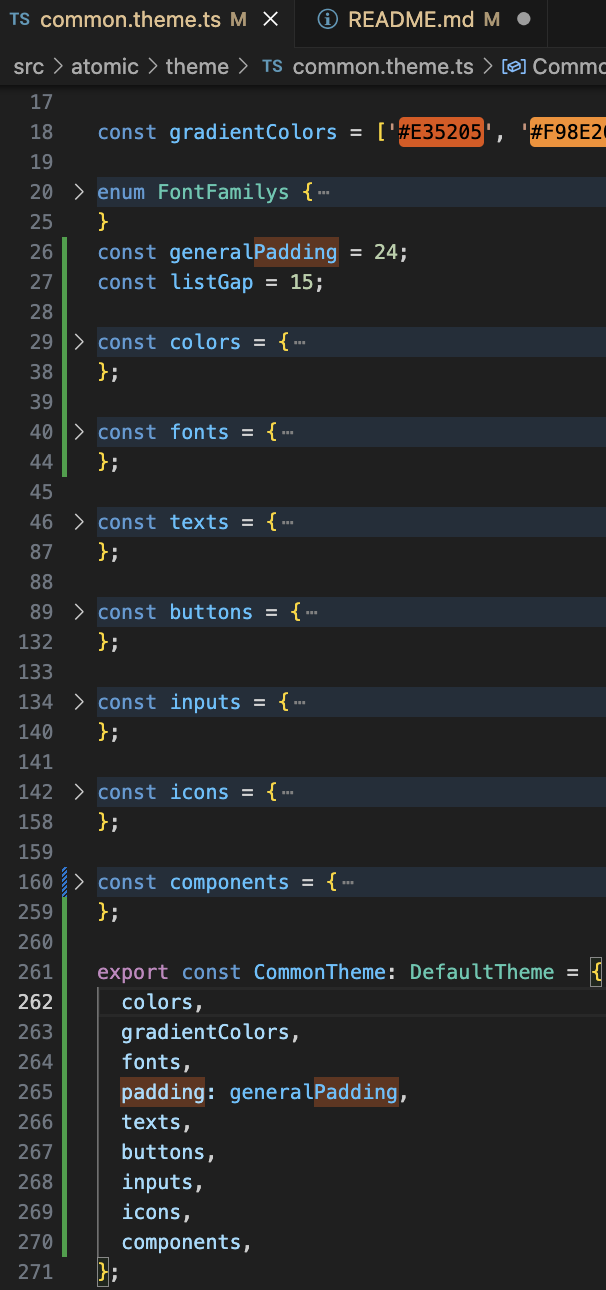 TS common.theme.ts M × README.md M
src > atomic > theme > TS common.theme.ts >
17
18 const gradientColors = ['#E35205', '
19
20 enum FontFamilys { ⋯
25 }
26 const generalPadding = 24;
27 const listGap = 15;
28
29 const colors = { ⋯
38 };
39
40 const fonts = { ⋯
44 };
45
46 const texts = { ⋯
87 };
88
89 const buttons = { ⋯
132 };
133
134 const inputs = { ⋯
140 };
141
142 const icons = { ⋯
158 };
159
160 const components = { ⋯
259 };
260
261 export const CommonTheme: DefaultTheme = {
262 colors,
263 gradientColors,
264 fonts,
265 padding: generalPadding,
266 texts,
267 buttons,
268 inputs,
269 icons,
270 components,
271 };